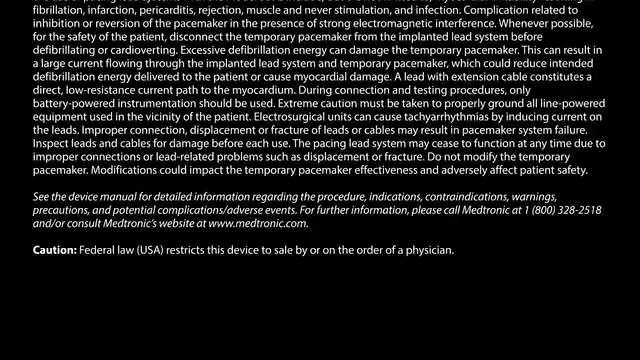 fibrillation, infarction, pericarditis, rejection, muscle and never stimulation, and infection. Complication related to
inhibition or reversion of the pacemaker in the presence of strong electromagnetic interference. Whenever possible,
for the safety of the patient, disconnect the temporary pacemaker from the implanted lead system before
defibrillating or cardioverting. Excessive defibrillation energy can damage the temporary pacemaker. This can result in
a large current flowing through the implanted lead system and temporary pacemaker, which could reduce intended
defibrillation energy delivered to the patient or cause myocardial damage. A lead with extension cable constitutes a
direct, low-resistance current path to the myocardium. During connection and testing procedures, only
battery-powered instrumentation should be used. Extreme caution must be taken to properly ground all line-powered
equipment used in the vicinity of the patient. Electrosurgical units can cause tachyarrhythmias by inducing current on
the leads. Improper connection, displacement or fracture of leads or cables may result in pacemaker system failure.
Inspect leads and cables for damage before each use. The pacing lead system may cease to function at any time due to
improper connections or lead-related problems such as displacement or fracture. Do not modify the temporary
pacemaker. Modifications could impact the temporary pacemaker effectiveness and adversely affect patient safety.
See the device manual for detailed information regarding the procedure, indications, contraindications, warnings,
precautions, and potential complications/adverse events. For further information, please call Medtronic at 1 (800) 328-2518
and/or consult Medtronic's website at www.medtronic.com.
Caution: Federal law (USA) restricts this device to sale by or on the order of a physician.